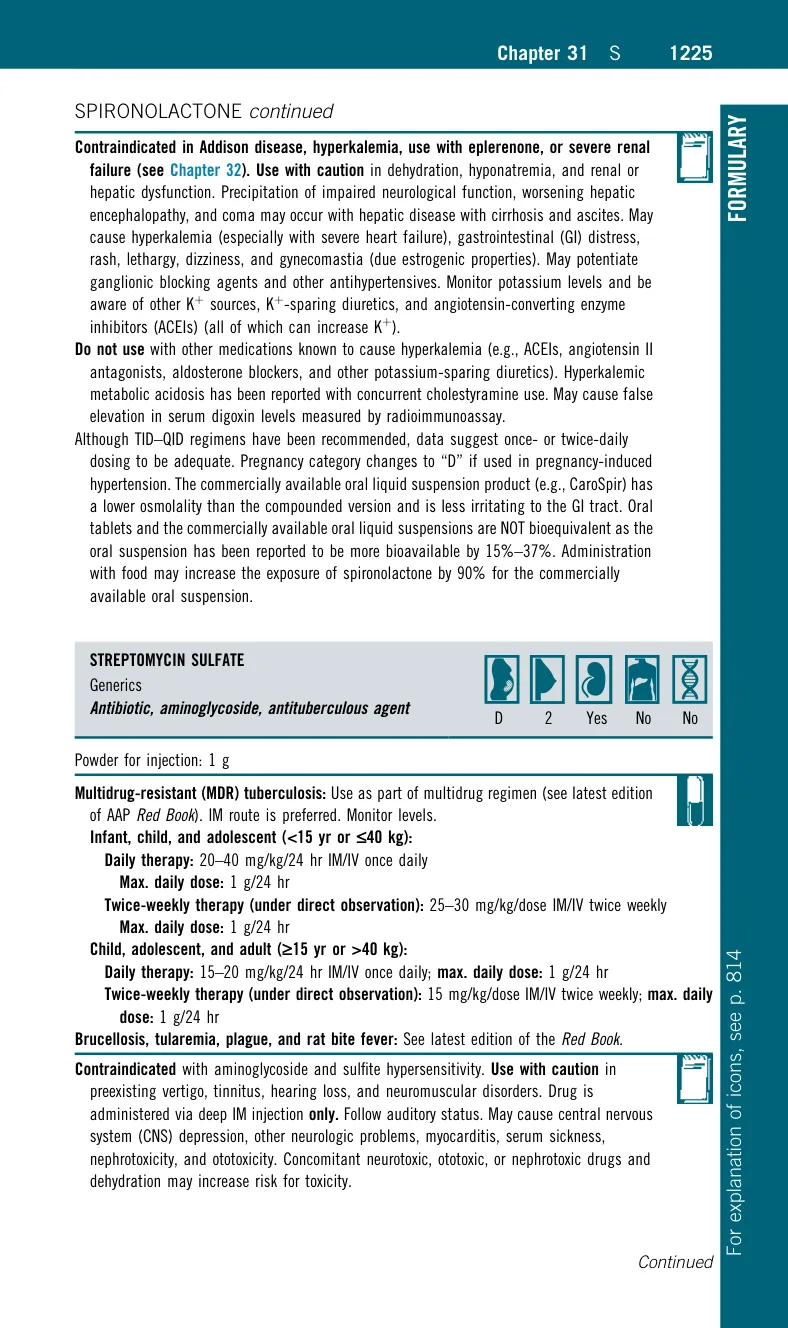 Chapter 31 S 1225
SPIRONOLACTONE continued
Contraindicated in Addison disease, hyperkalemia, use with eplerenone, or severe renal
failure (see Chapter 32). Use with caution in dehydration, hyponatremia, and renal or
hepatic dysfunction. Precipitation of impaired neurological function, worsening hepatic
encephalopathy, and coma may occur with hepatic disease with cirrhosis and ascites. May
cause hyperkalemia (especially with severe heart failure), gastrointestinal (GI) distress,
rash, lethargy, dizziness, and gynecomastia (due estrogenic properties). May potentiate
ganglionic blocking agents and other antihypertensives. Monitor potassium levels and be
aware of other K⁺ sources, K⁺-sparing diuretics, and angiotensin-converting enzyme
inhibitors (ACEIs) (all of which can increase K⁺).
Do not use with other medications known to cause hyperkalemia (e.g., ACEIs, angiotensin II
antagonists, aldosterone blockers, and other potassium-sparing diuretics). Hyperkalemic
metabolic acidosis has been reported with concurrent cholestyramine use. May cause false
elevation in serum digoxin levels measured by radioimmunoassay.
Although TID–QID regimens have been recommended, data suggest once- or twice-daily
dosing to be adequate. Pregnancy category changes to “D” if used in pregnancy-induced
hypertension. The commercially available oral liquid suspension product (e.g., CaroSpir) has
a lower osmolality than the compounded version and is less irritating to the GI tract. Oral
tablets and the commercially available oral liquid suspensions are NOT bioequivalent as the
oral suspension has been reported to be more bioavailable by 15%–37%. Administration
with food may increase the exposure of spironolactone by 90% for the commercially
available oral suspension.
STREPTOMYCIN SULFATE
Generics
Antibiotic, aminoglycoside, antituberculous agent
D 2 Yes No No
Powder for injection: 1 g
Multidrug-resistant (MDR) tuberculosis: Use as part of multidrug regimen (see latest edition
of AAP Red Book). IM route is preferred. Monitor levels.
Infant, child, and adolescent (<15 yr or ≤40 kg):
Daily therapy: 20–40 mg/kg/24 hr IM/IV once daily
Max. daily dose: 1 g/24 hr
Twice-weekly therapy (under direct observation): 25–30 mg/kg/dose IM/IV twice weekly
Max. daily dose: 1 g/24 hr
Child, adolescent, and adult (≥15 yr or >40 kg):
Daily therapy: 15–20 mg/kg/24 hr IM/IV once daily; max. daily dose: 1 g/24 hr
Twice-weekly therapy (under direct observation): 15 mg/kg/dose IM/IV twice weekly; max. daily
dose: 1 g/24 hr
Brucellosis, tularemia, plague, and rat bite fever: See latest edition of the Red Book.
Contraindicated with aminoglycoside and sulfite hypersensitivity. Use with caution in
preexisting vertigo, tinnitus, hearing loss, and neuromuscular disorders. Drug is
administered via deep IM injection only. Follow auditory status. May cause central nervous
system (CNS) depression, other neurologic problems, myocarditis, serum sickness,
nephrotoxicity, and ototoxicity. Concomitant neurotoxic, ototoxic, or nephrotoxic drugs and
dehydration may increase risk for toxicity.
Continued
FORMULARY
For explanation of icons, see p. 814